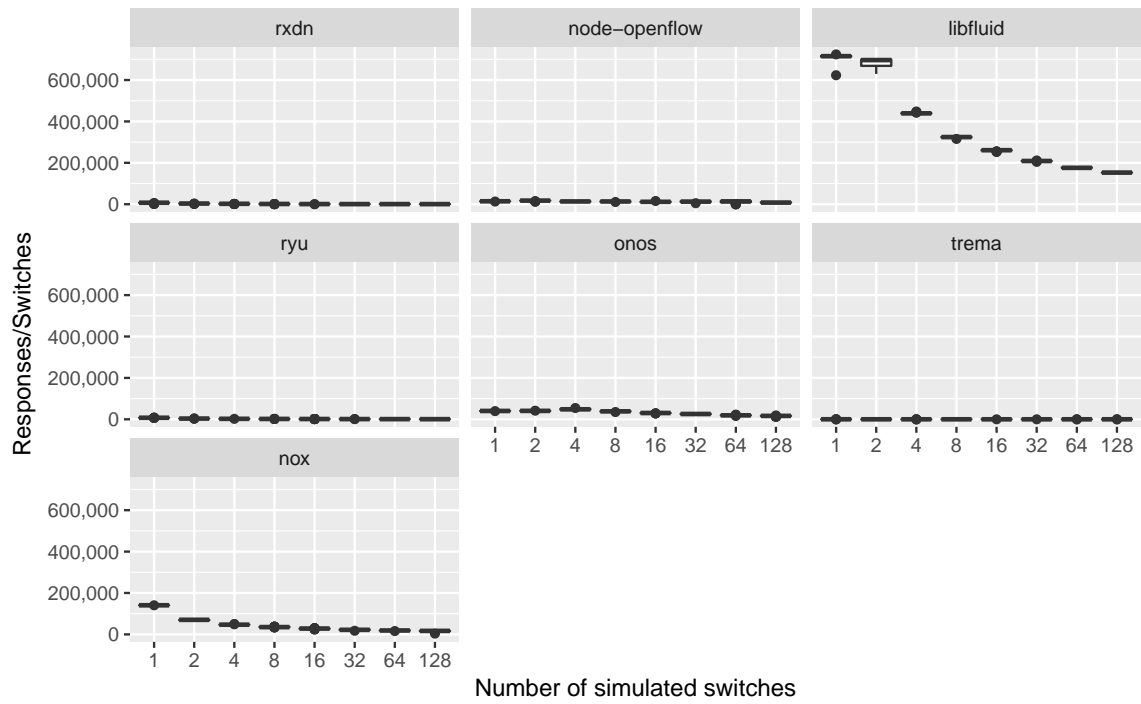 rxdn node−openflow libfluid
600,000
400,000
200,000
0
ryu onos trema
600,000
400,000
200,000
0
1 2 4 8 16 32 64 128 1 2 4 8 16 32 64 128
nox
600,000
400,000
200,000
0
1 2 4 8 16 32 64 128
Responses/Switches
Number of simulated switches